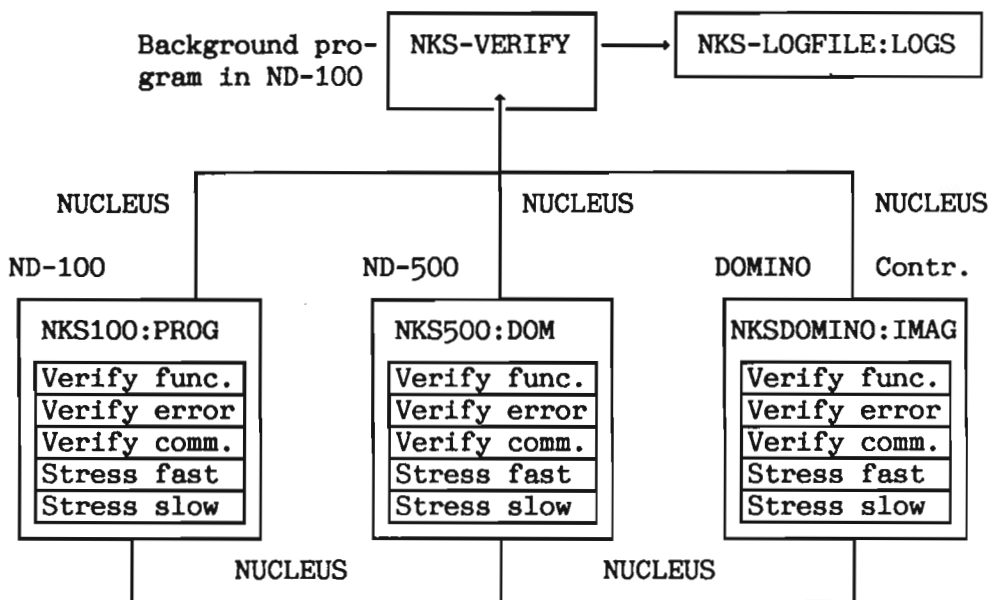 Background pro-
gram in ND-100
NKS-VERIFY
NKS-LOGFILE:LOGS
NUCLEUS
NUCLEUS
NUCLEUS
ND-100
ND-500
DOMINO Contr.
NKS100:PROG
Verify func.
Verify error
Verify comm.
Stress fast
Stress slow
NKS500:DOM
Verify func.
Verify error
Verify comm.
Stress fast
Stress slow
NKSDOMINO:IMAG
Verify func.
Verify error
Verify comm.
Stress fast
Stress slow
NUCLEUS
NUCLEUS